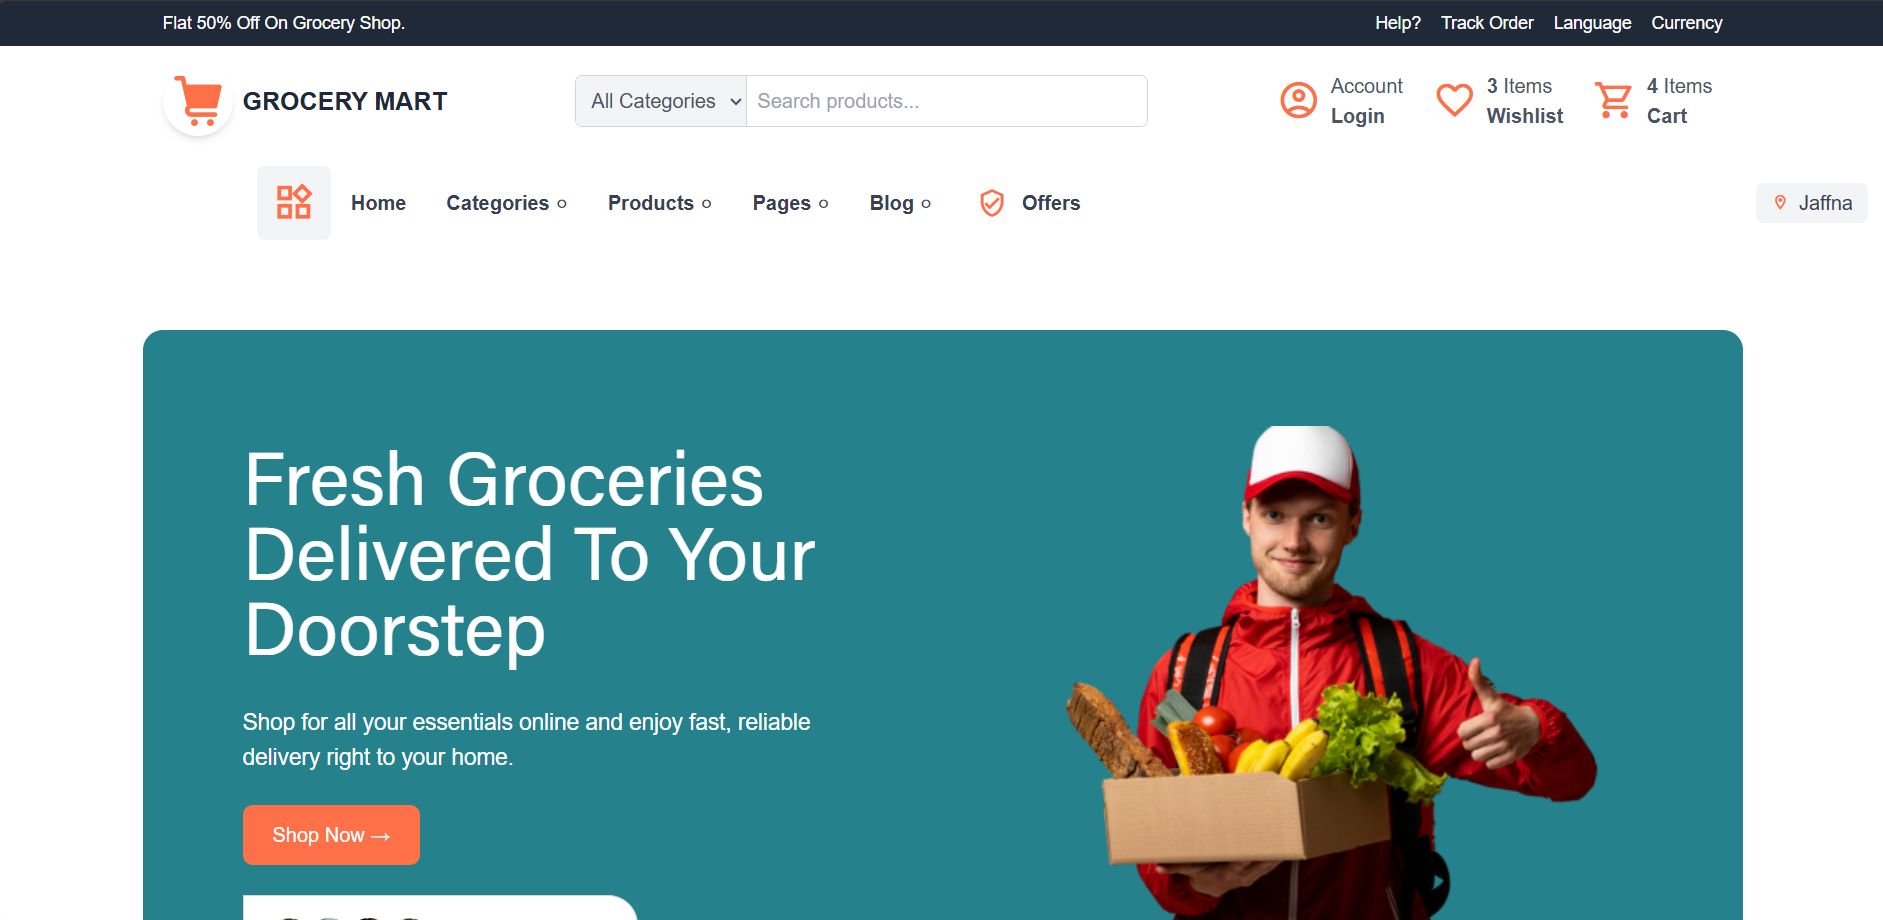 Flat 50% Off On Grocery Shop.
Help? Track Order Language Currency
GROCERY MART
All Categories
Search products...
Account
Login
3 Items
Wishlist
4 Items
Cart
Home Categories Products Pages Blog Offers
Jaffna
Fresh Groceries
Delivered To Your
Doorstep
Shop for all your essentials online and enjoy fast, reliable
delivery right to your home.
Shop Now →